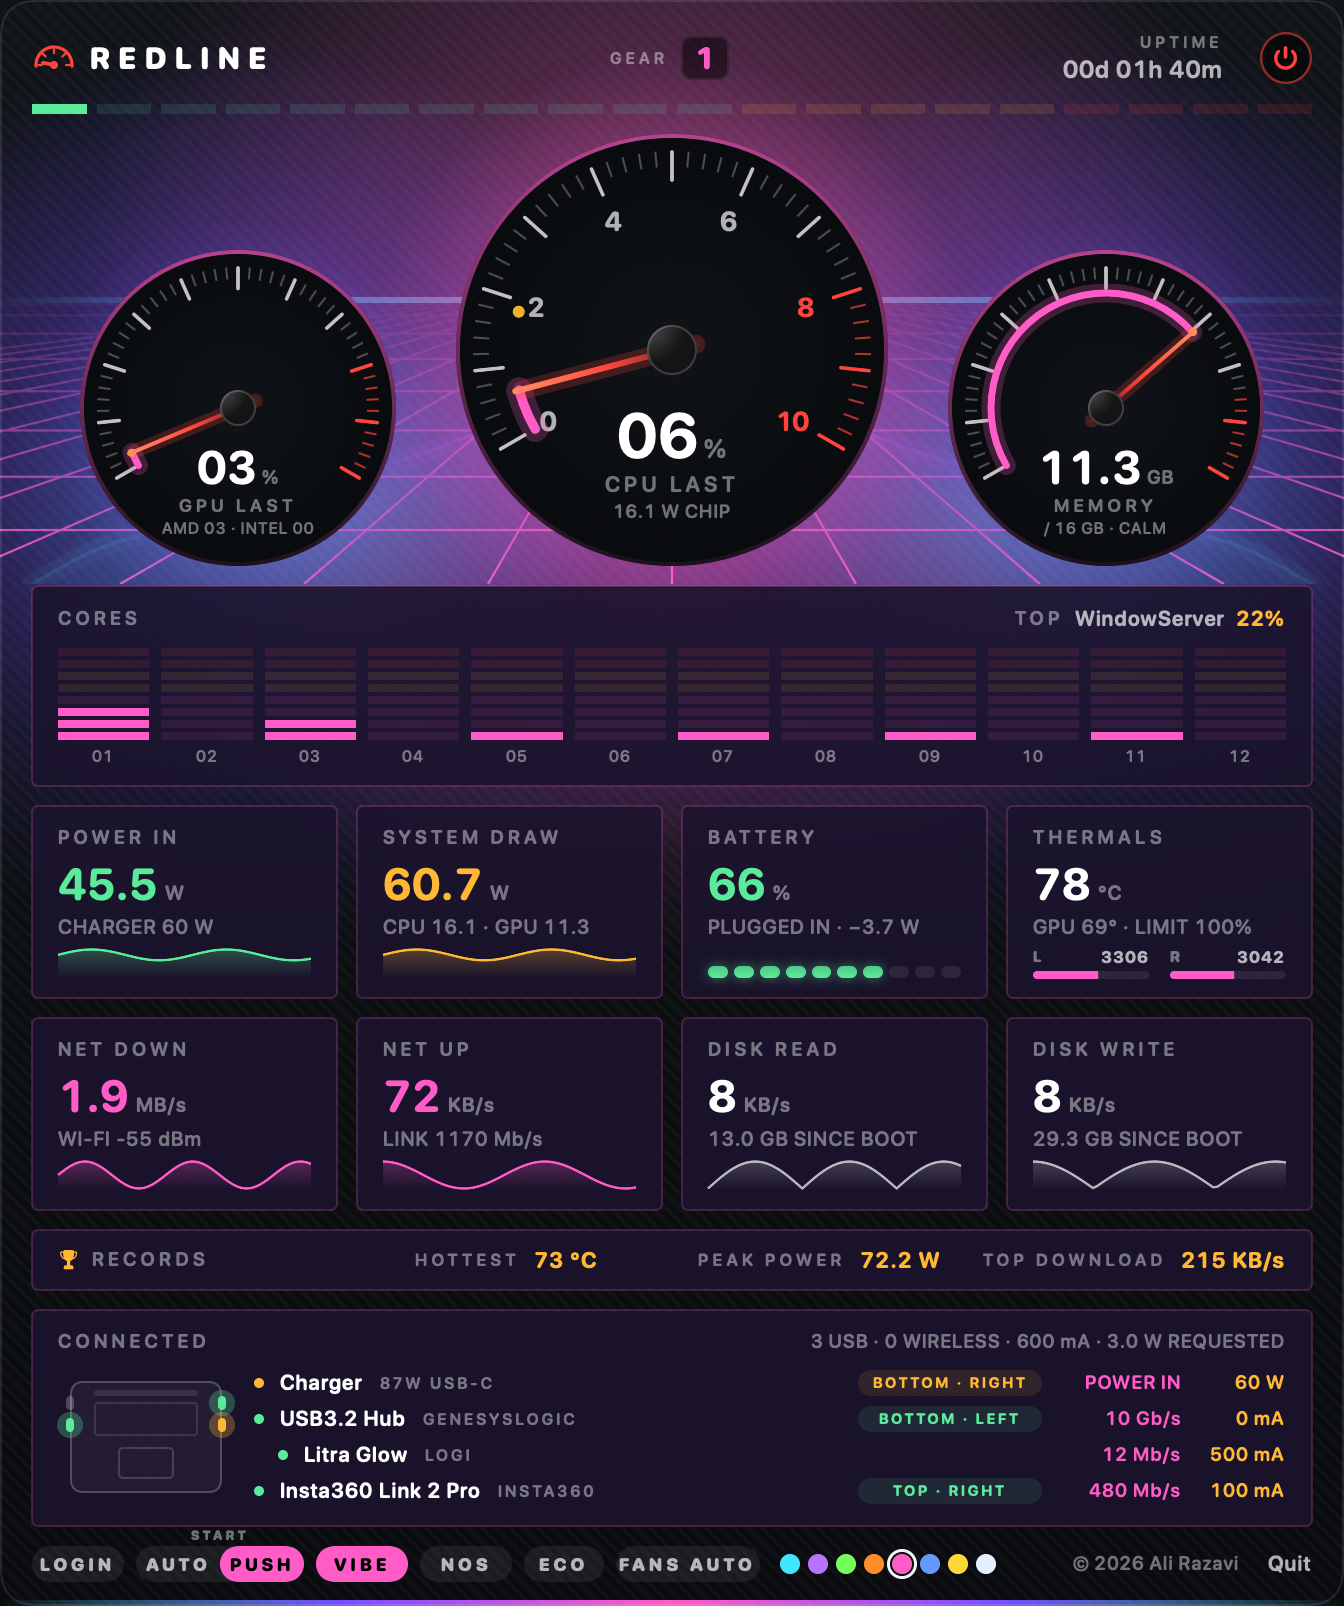 REDLINE
GEAR 1
UPTIME
00d 01h 40m
4 6
2 8
0 10
03 %
GPU LAST
AMD 03 · INTEL 00
06 %
CPU LAST
16.1 W CHIP
11.3 GB
MEMORY
/ 16 GB · CALM
CORES TOP WindowServer 22%
01 02 03 04 05 06 07 08 09 10 11 12
POWER IN
45.5 W
CHARGER 60 W
SYSTEM DRAW
60.7 W
CPU 16.1 · GPU 11.3
BATTERY
66 %
PLUGGED IN · −3.7 W
THERMALS
78 °C
GPU 69° · LIMIT 100%
L 3306 R 3042
NET DOWN
1.9 MB/s
WI-FI -55 dBm
NET UP
72 KB/s
LINK 1170 Mb/s
DISK READ
8 KB/s
13.0 GB SINCE BOOT
DISK WRITE
8 KB/s
29.3 GB SINCE BOOT
RECORDS HOTTEST 73 °C PEAK POWER 72.2 W TOP DOWNLOAD 215 KB/s
CONNECTED 3 USB · 0 WIRELESS · 600 mA · 3.0 W REQUESTED
Charger 87W USB-C BOTTOM · RIGHT POWER IN 60 W
USB3.2 Hub GENESYSLOGIC BOTTOM · LEFT 10 Gb/s 0 mA
Litra Glow LOGI 12 Mb/s 500 mA
Insta360 Link 2 Pro INSTA360 TOP · RIGHT 480 Mb/s 100 mA
START
LOGIN AUTO PUSH VIBE NOS ECO FANS AUTO © 2026 Ali Razavi Quit